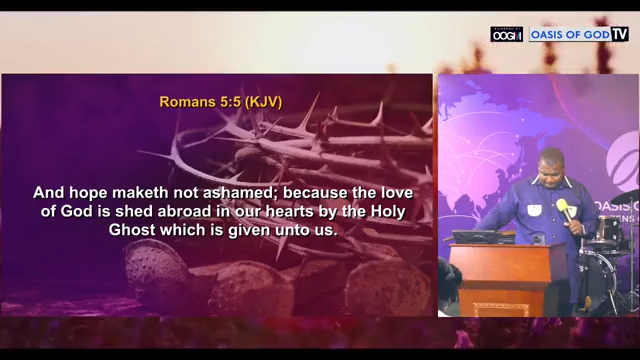 OOGM
OASIS OF GOD TV
Romans 5:5 (KJV)
And hope maketh not ashamed; because the love
of God is shed abroad in our hearts by the Holy
Ghost which is given unto us.
OASIS O